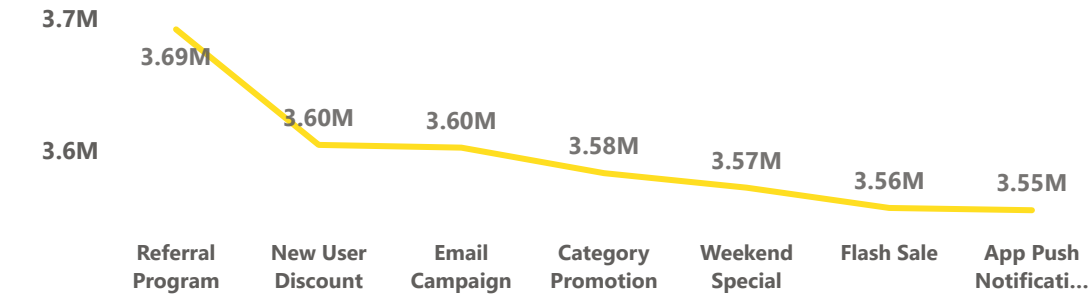 3.7M
3.69M
3.60M
3.60M
3.6M
3.58M
3.57M
3.56M
3.55M
Referral
Program
New User
Discount
Email
Campaign
Category
Promotion
Weekend
Special
Flash Sale
App Push
Notificati...